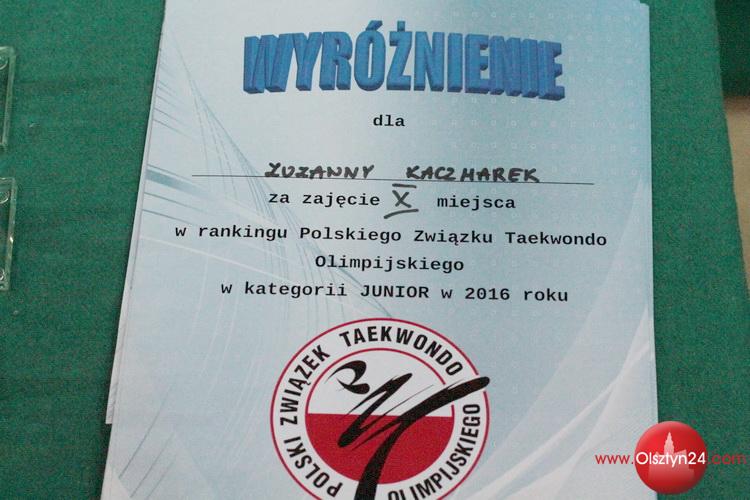 WYRÓŻNIENIE
dla
ZUZANNY KACZMAREK
za zajęcie X miejsca
w rankingu Polskiego Związku Taekwondo
Olimpijskiego
w kategorii JUNIOR w 2016 roku
POLSKI ZWIĄZEK TAEKWONDO OLIMPIJSKIEGO
www.Olsztyn24.com